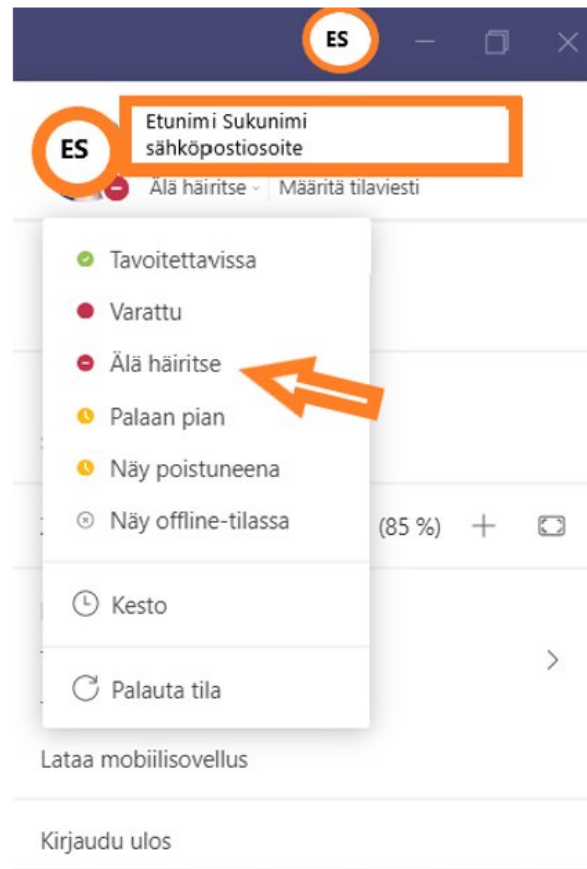 ES
ES
Etunimi Sukunimi
sähköpostiosoite
Älä häiritse
Määritä tilaviesti
Tavoitettavissa
Varattu
Älä häiritse
Palaan pian
Näy poistuneena
Näy offline-tilassa
(85 %)
Kesto
Palauta tila
Lataa mobiilisovellus
Kirjaudu ulos